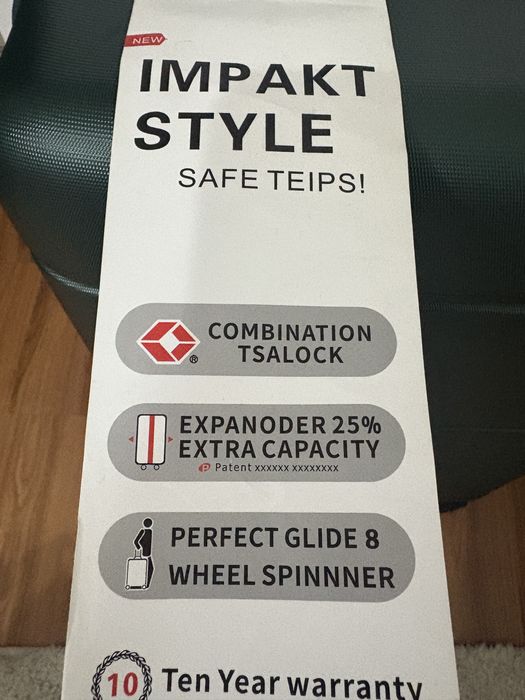 NEW
IMPAKT
STYLE
SAFE TEIPS!
®
COMBINATION
TSALOCK
EXPANODER 25%
EXTRA CAPACITY
P Patent xxxxxx xxxxxxxx
PERFECT GLIDE 8
WHEEL SPINNNER
10 Ten Year warranty